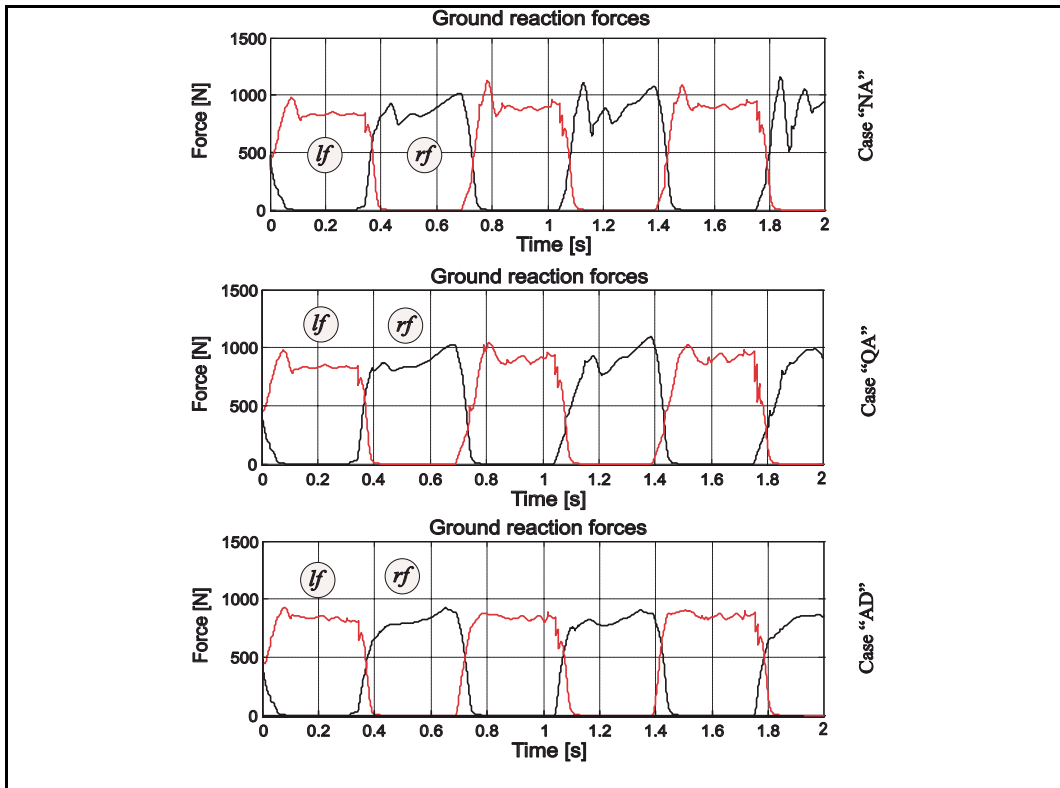 Ground reaction forces
1500
1000
500
0
Force [N]
lf
rf
0 0.2 0.4 0.6 0.8 1 1.2 1.4 1.6 1.8 2
Time [s]
Case “NA”
Ground reaction forces
1500
1000
500
0
Force [N]
lf
rf
0 0.2 0.4 0.6 0.8 1 1.2 1.4 1.6 1.8 2
Time [s]
Case “QA”
Ground reaction forces
1500
1000
500
0
Force [N]
lf
rf
0 0.2 0.4 0.6 0.8 1 1.2 1.4 1.6 1.8 2
Time [s]
Case “AD”